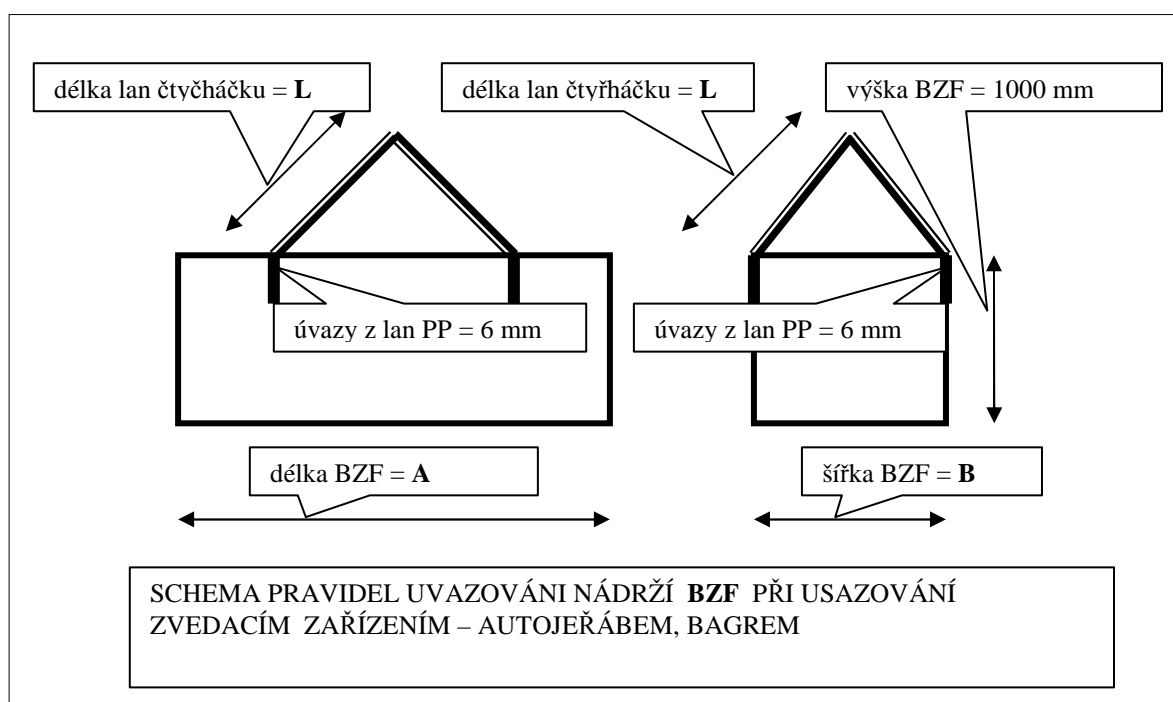 délka lan čtyčháčku = L
délka lan čtyřháčku = L
výška BZF = 1000 mm
úvazy z lan PP = 6 mm
úvazy z lan PP = 6 mm
délka BZF = A
šířka BZF = B
SCHEMA PRAVIDEL UVAZOVÁNI NÁDRŽÍ BZF PŘI USAZOVÁNÍ
ZVEDACÍM ZAŘÍZENÍM – AUTOJEŘÁBEM, BAGREM